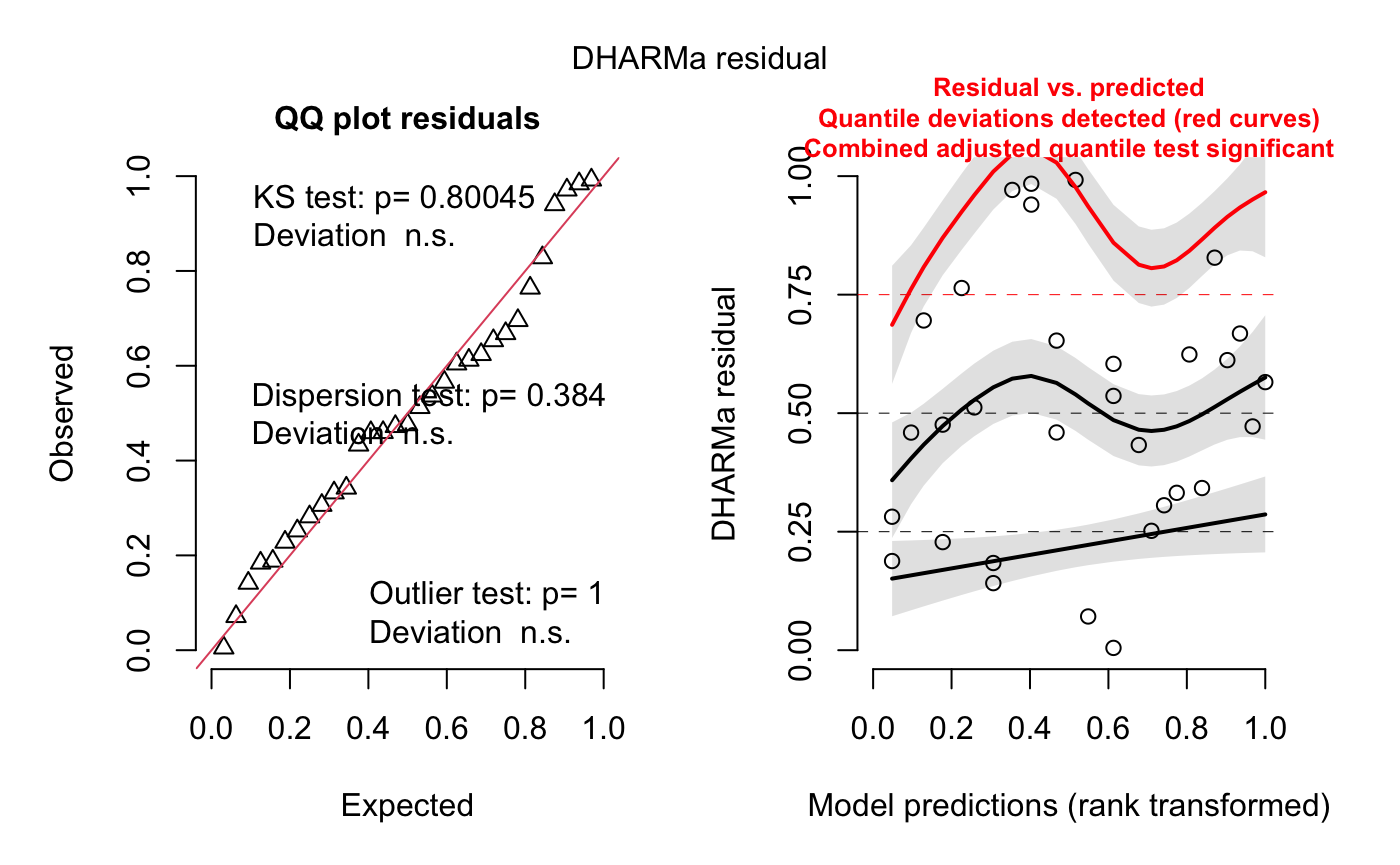 DHARMa residual
QQ plot residuals
KS test: p= 0.80045
Deviation  n.s.
Dispersion test: p= 0.384
Deviation  n.s.
Outlier test: p= 1
Deviation  n.s.
Observed
0.0 0.2 0.4 0.6 0.8 1.0
0.0 0.2 0.4 0.6 0.8 1.0
Expected
Residual vs. predicted
Quantile deviations detected (red curves)
Combined adjusted quantile test significant
DHARMa residual
0.00 0.25 0.50 0.75 1.00
0.0 0.2 0.4 0.6 0.8 1.0
Model predictions (rank transformed)